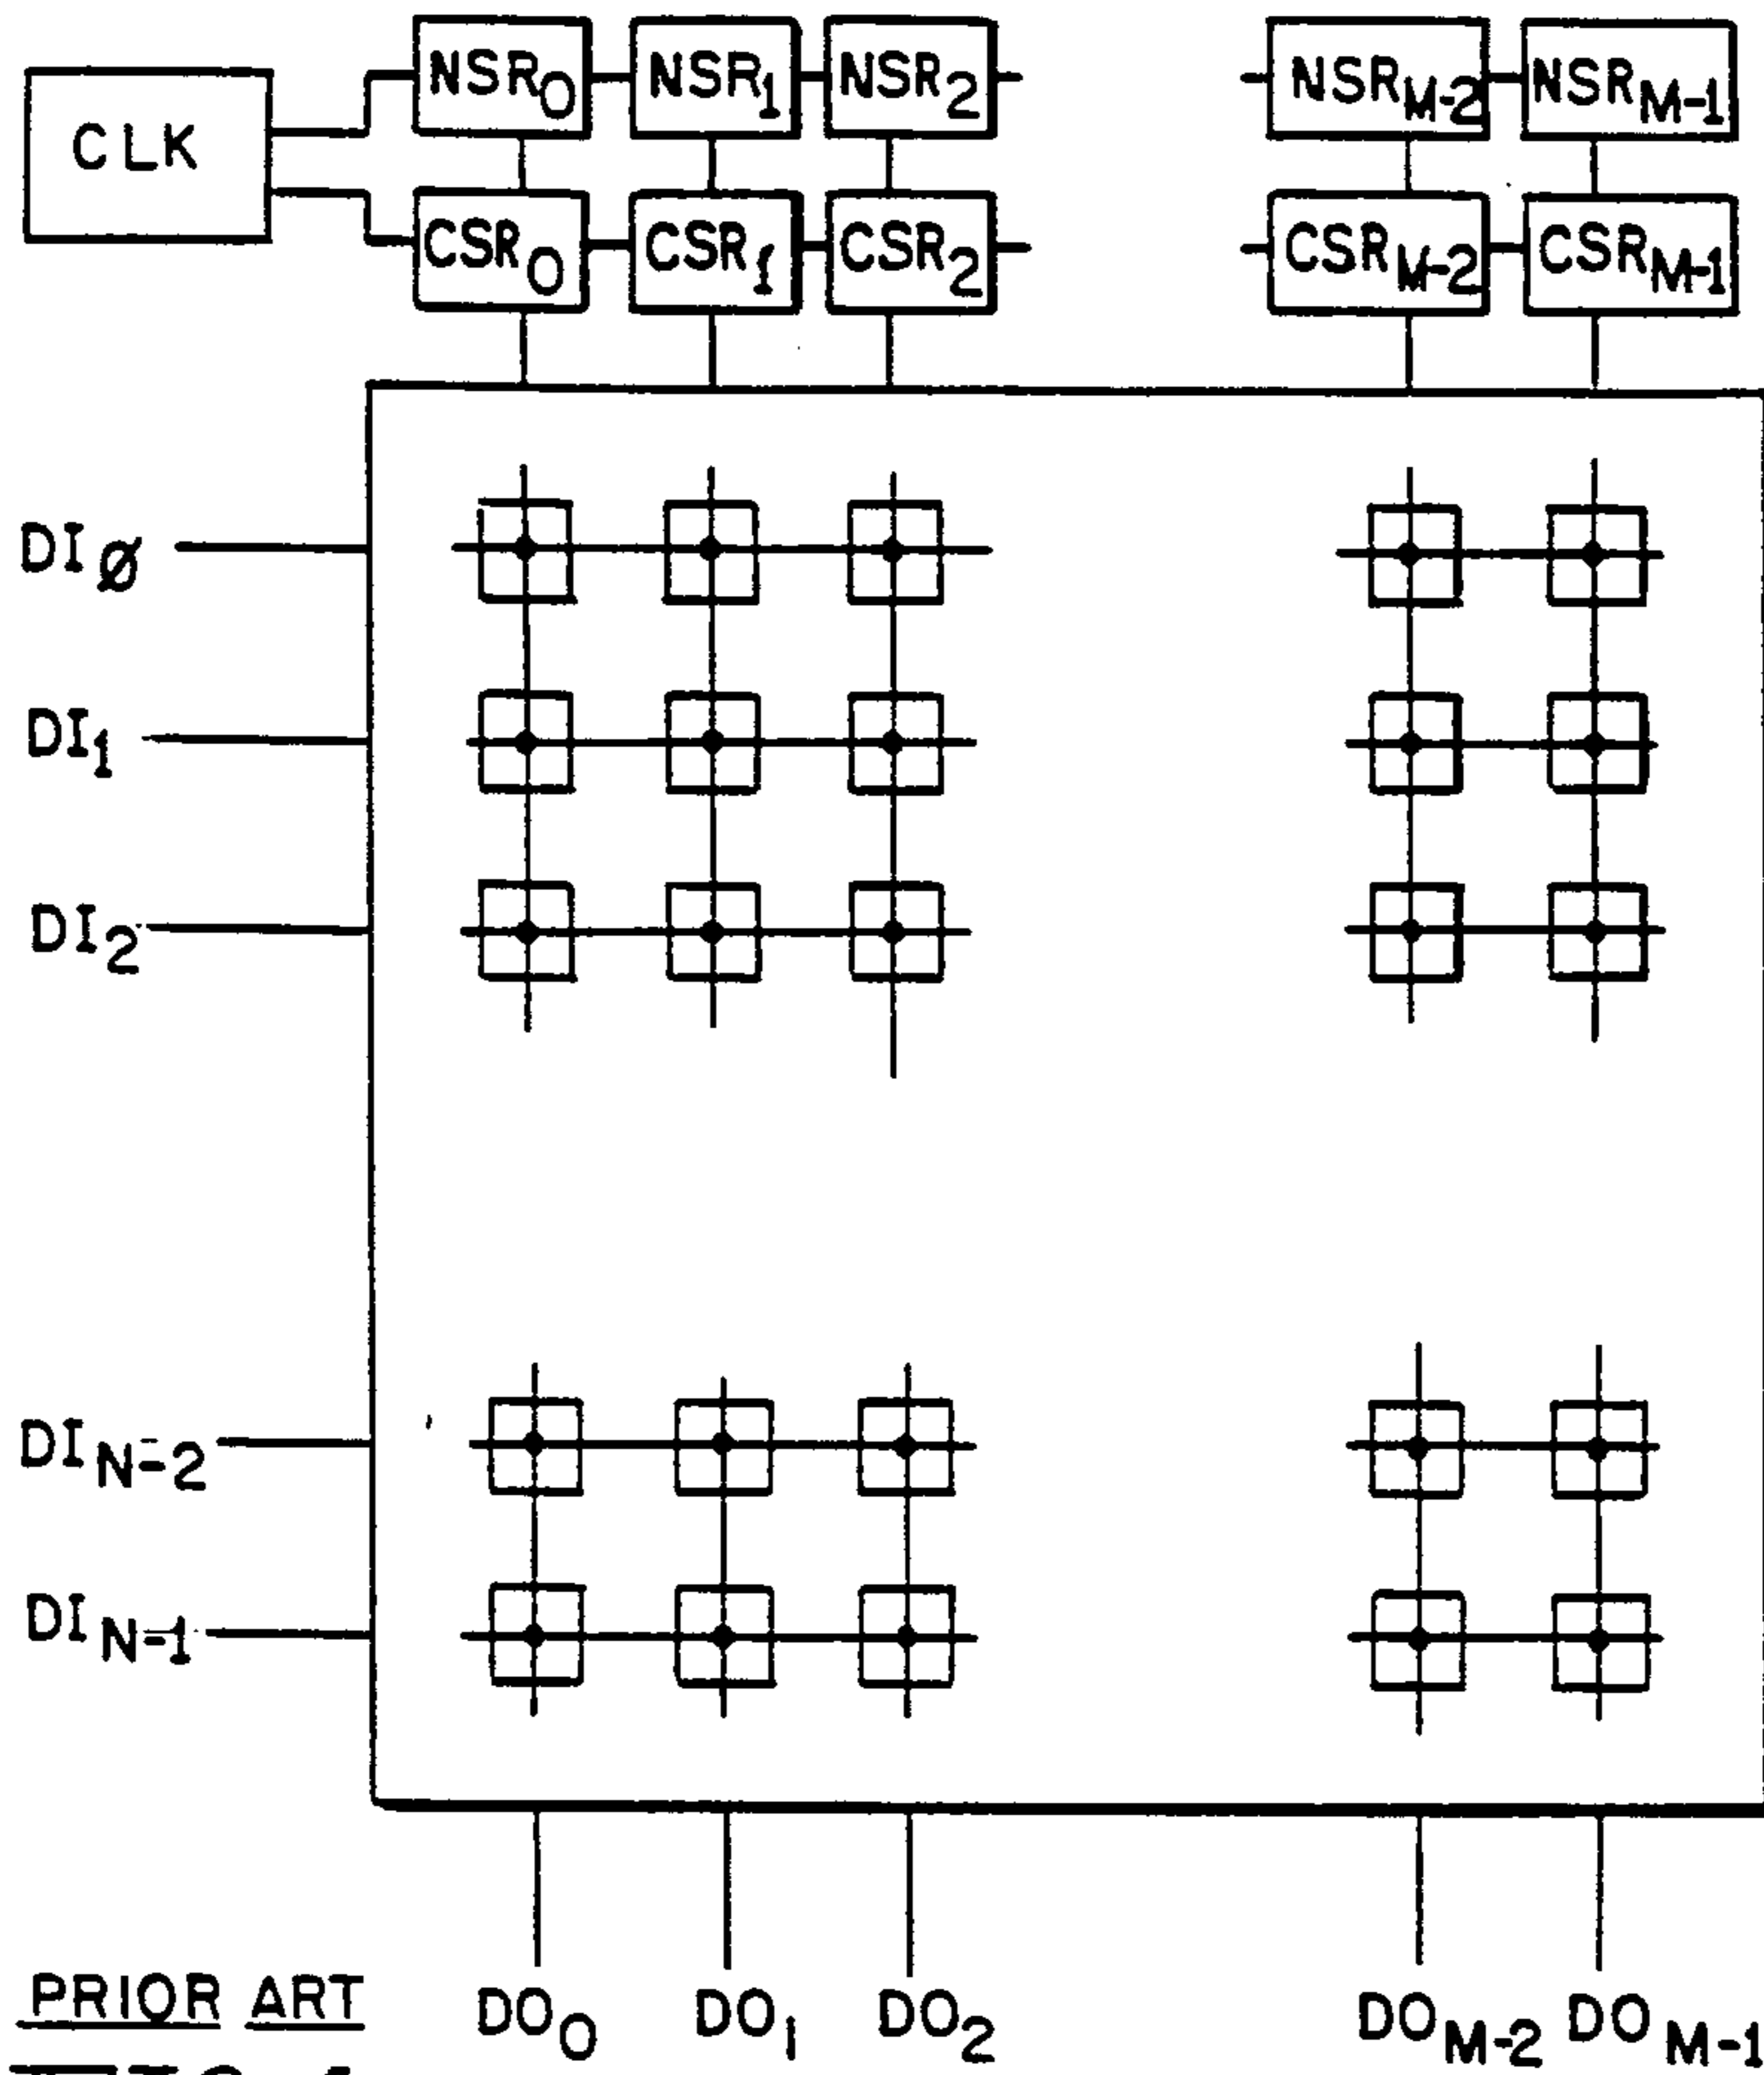 NSR0 NSR1 NSR2 NSRM-2 NSRM-1
CLK
CSR0 CSR1 CSR2 CSRM-2 CSRM-1
DIØ
DI1
DI2
DIN-2
DIN-1
PRIOR ART
DO0 DO1 DO2 DOM-2 DOM-1